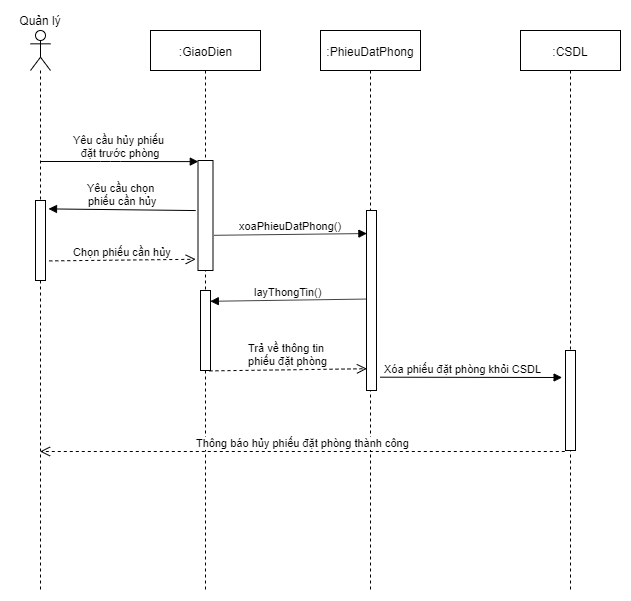 Quản lý
:GiaoDien
:PhieuDatPhong
:CSDL
Yêu cầu hủy phiếu
đặt trước phòng
Yêu cầu chọn
phiếu cần hủy
xoaPhieuDatPhong()
Chọn phiếu cần hủy
layThongTin()
Trả về thông tin
phiếu đặt phòng
Xóa phiếu đặt phòng khỏi CSDL
Thông báo hủy phiếu đặt phòng thành công